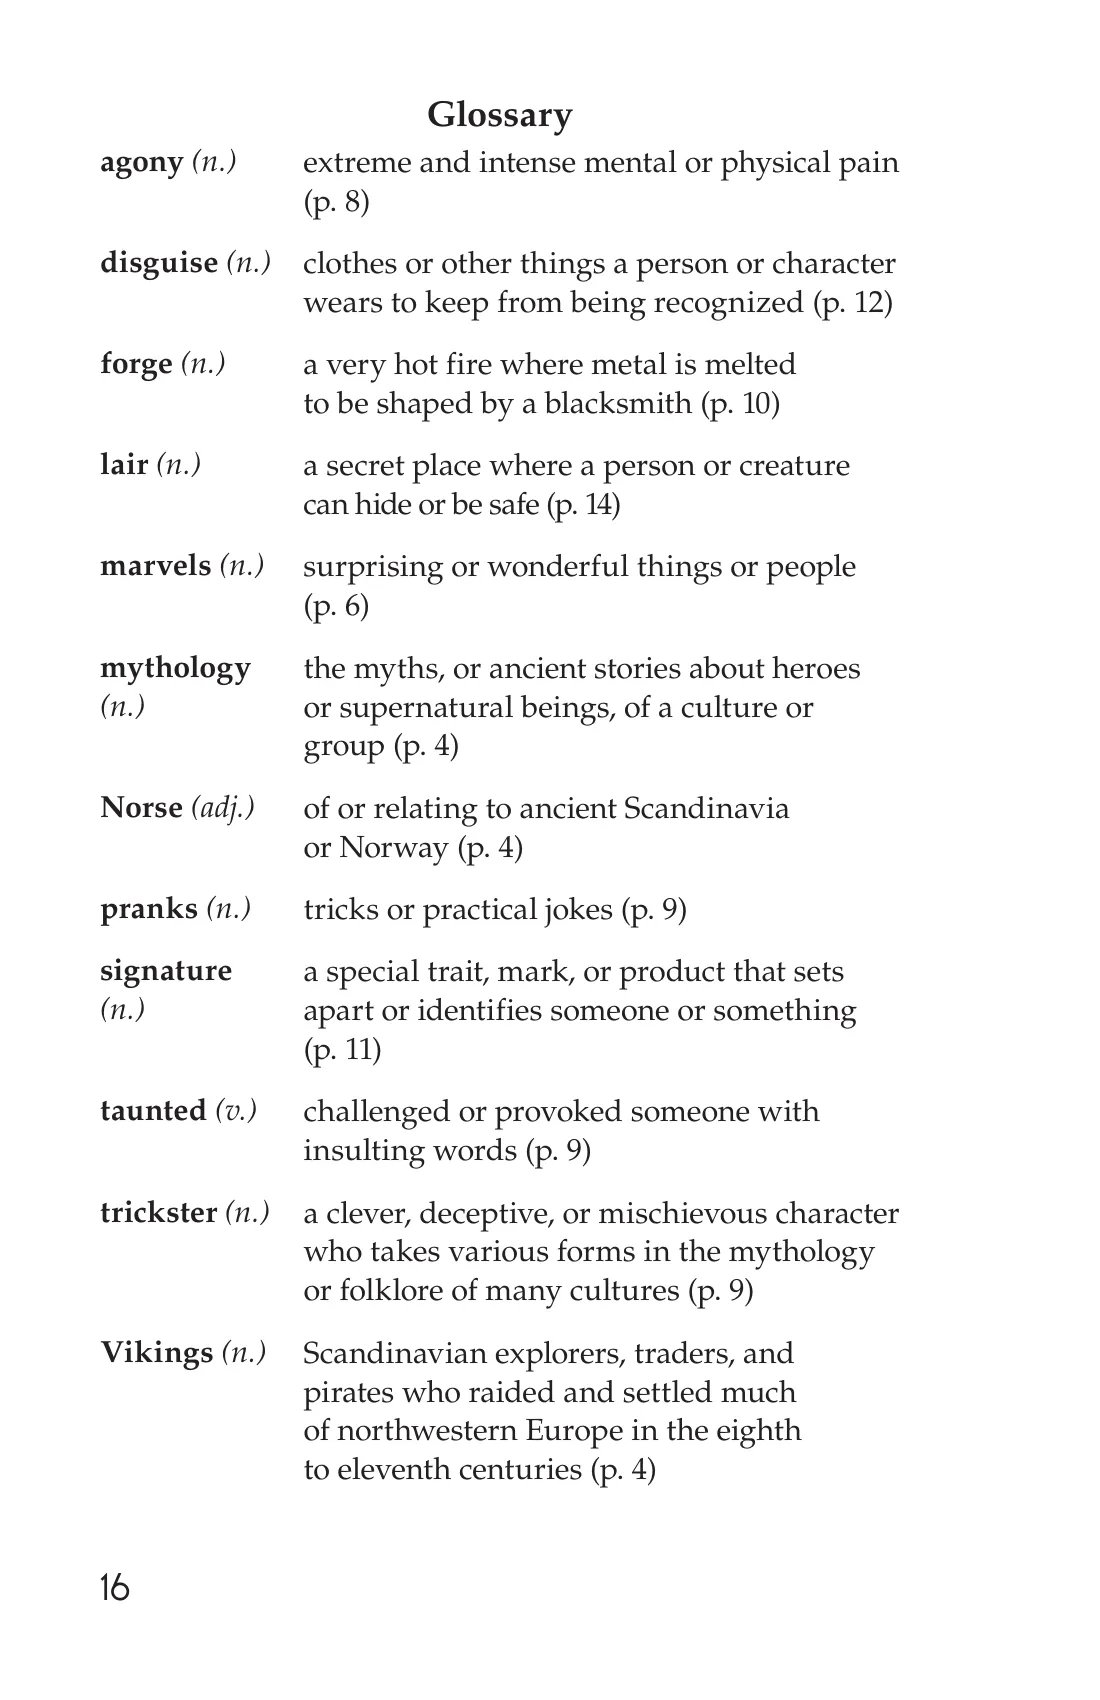 Glossary
agony (n.) extreme and intense mental or physical pain
(p. 8)
disguise (n.) clothes or other things a person or character
wears to keep from being recognized (p. 12)
forge (n.) a very hot fire where metal is melted
to be shaped by a blacksmith (p. 10)
lair (n.) a secret place where a person or creature
can hide or be safe (p. 14)
marvels (n.) surprising or wonderful things or people
(p. 6)
mythology the myths, or ancient stories about heroes
(n.) or supernatural beings, of a culture or
group (p. 4)
Norse (adj.) of or relating to ancient Scandinavia
or Norway (p. 4)
pranks (n.) tricks or practical jokes (p. 9)
signature a special trait, mark, or product that sets
(n.) apart or identifies someone or something
(p. 11)
taunted (v.) challenged or provoked someone with
insulting words (p. 9)
trickster (n.) a clever, deceptive, or mischievous character
who takes various forms in the mythology
or folklore of many cultures (p. 9)
Vikings (n.) Scandinavian explorers, traders, and
pirates who raided and settled much
of northwestern Europe in the eighth
to eleventh centuries (p. 4)
16